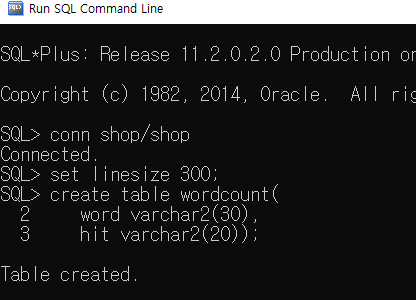 Run SQL Command Line
SQL*Plus: Release 11.2.0.2.0 Production on
Copyright (c) 1982, 2014, Oracle.  All rig
SQL> conn shop/shop
Connected.
SQL> set linesize 300;
SQL> create table wordcount(
  2     word varchar2(30),
  3     hit varchar2(20));
Table created.